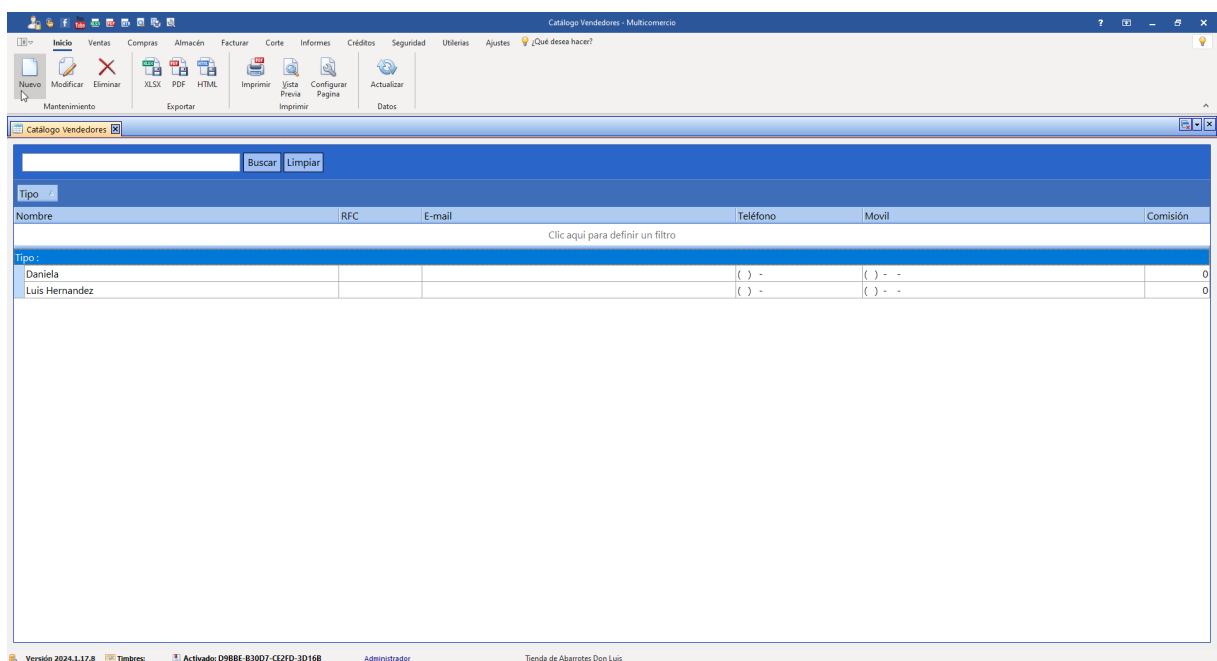 Catálogo Vendedores - Multicomercio
Inicio Ventas Compras Almacén Facturar Corte Informes Créditos Seguridad Utilerias Ajustes ¿Qué desea hacer?
Nuevo Modificar Eliminar XLSX PDF HTML Imprimir Vista Previa Configurar Pagina Actualizar
Mantenimiento Exportar Imprimir Datos
Catálogo Vendedores
Buscar Limpiar
Tipo
Nombre RFC E-mail Teléfono Movil Comisión
Clic aqui para definir un filtro
Tipo :
Daniela ( ) - ( ) - - 0
Luis Hernandez ( ) - ( ) - - 0
Versión 2024.1.17.8 Timbres: Activado: D9BBE-B30D7-CE2FD-3D16B Administrador Tienda de Abarrotes Don Luis